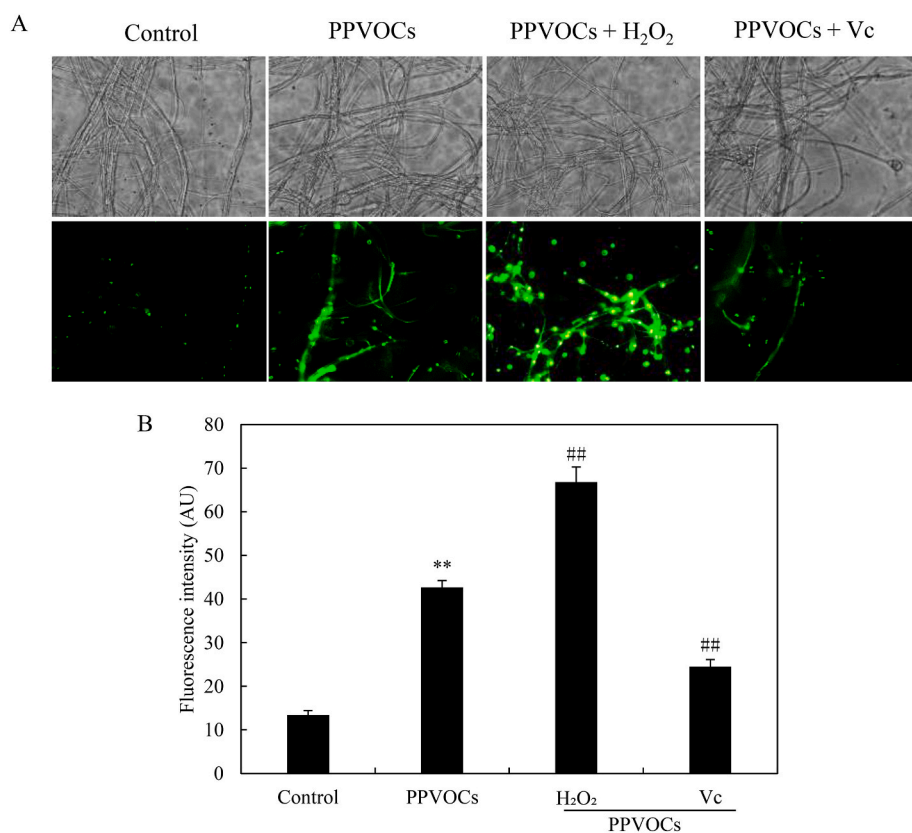 A
Control PPVOCs PPVOCs + H₂O₂ PPVOCs + Vc
B
Fluorescence intensity (AU)
80
70
60
50
40
30
20
10
0
**
##
##
Control PPVOCs H₂O₂ Vc
PPVOCs